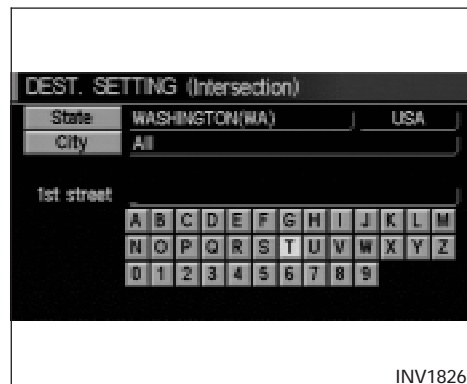 DEST. SETTING (Intersection)
State WASHINGTON(WA) USA
City All
1st street
A B C D E F G H I J K L M
N O P Q R S T U V W X Y Z
0 1 2 3 4 5 6 7 8 9
INV1826